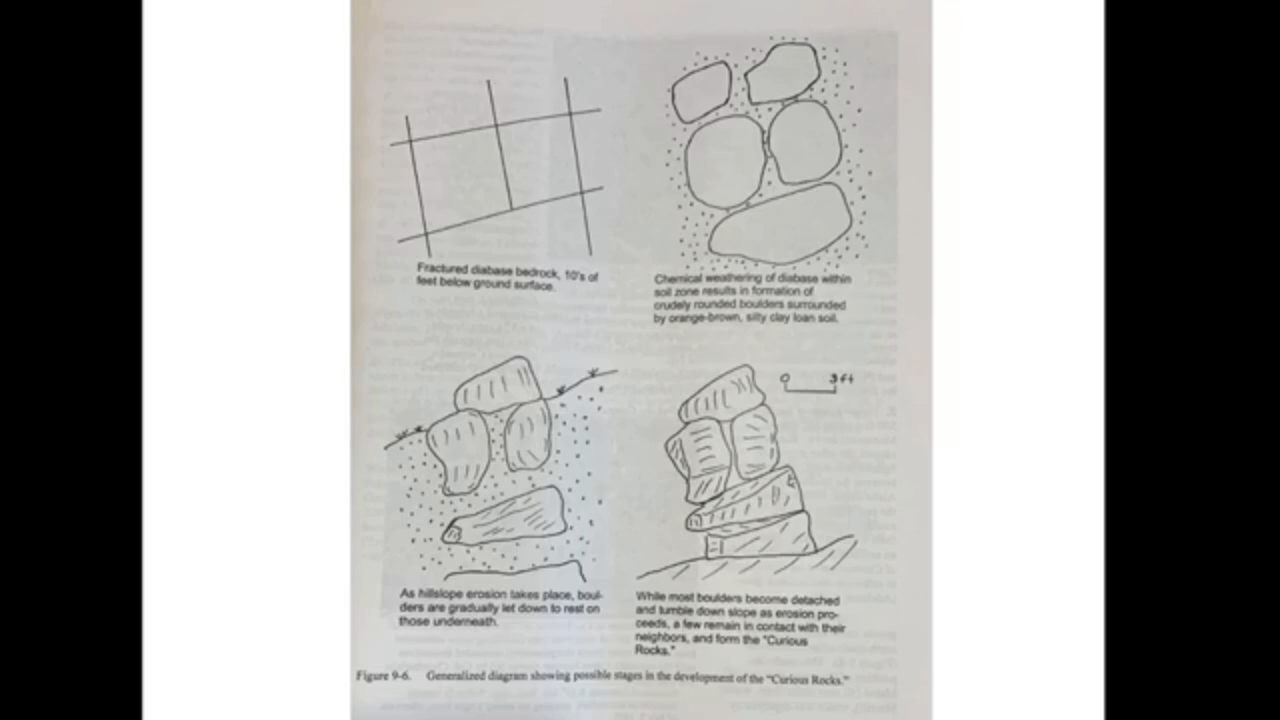 Fractured diabase bedrock, 10's of
feet below ground surface.
Chemical weathering of diabase within
soil zone results in formation of
crudely rounded boulders surrounded
by orange-brown, silty clay loan soil.
0 3 ft
As hillslope erosion takes place, boul-
ders are gradually let down to rest on
those underneath.
While most boulders become detached
and tumble down slope as erosion pro-
ceeds, a few remain in contact with their
neighbors, and form the "Curious
Rocks."
Figure 9-6. Generalized diagram showing possible stages in the development of the "Curious Rocks."